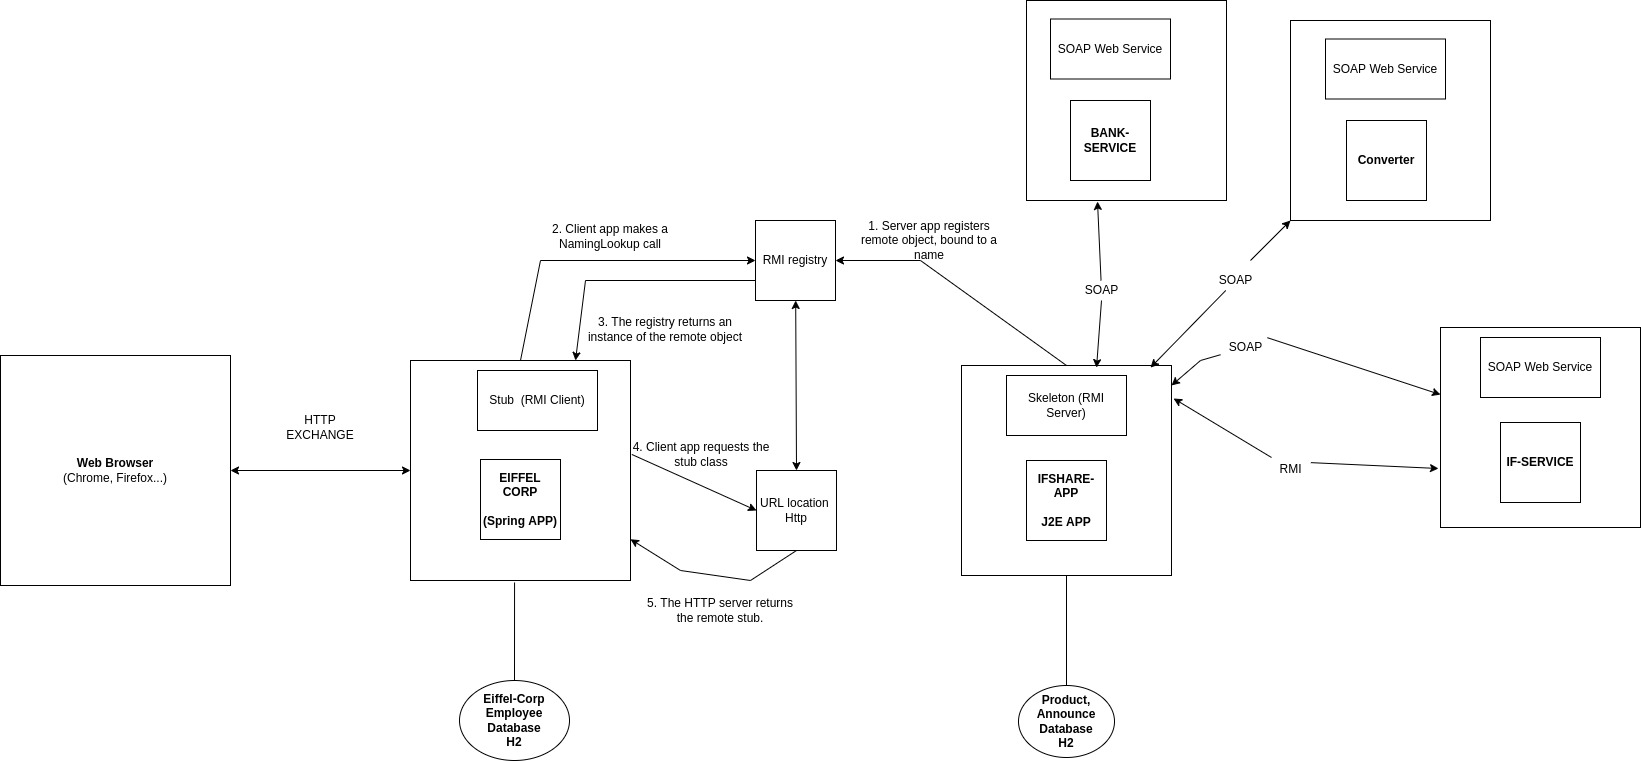 SOAP Web Service
BANK-
SERVICE
SOAP Web Service
Converter
2. Client app makes a
NamingLookup call
RMI registry
1. Server app registers
remote object, bound to a
name
SOAP
SOAP
3. The registry returns an
instance of the remote object
SOAP
SOAP Web Service
IF-SERVICE
RMI
Web Browser
(Chrome, Firefox...)
HTTP
EXCHANGE
Stub  (RMI Client)
EIFFEL
CORP
(Spring APP)
4. Client app requests the
stub class
URL location
Http
5. The HTTP server returns
the remote stub.
Skeleton (RMI
Server)
IFSHARE-
APP
J2E APP
Eiffel-Corp
Employee
Database
H2
Product,
Announce
Database
H2